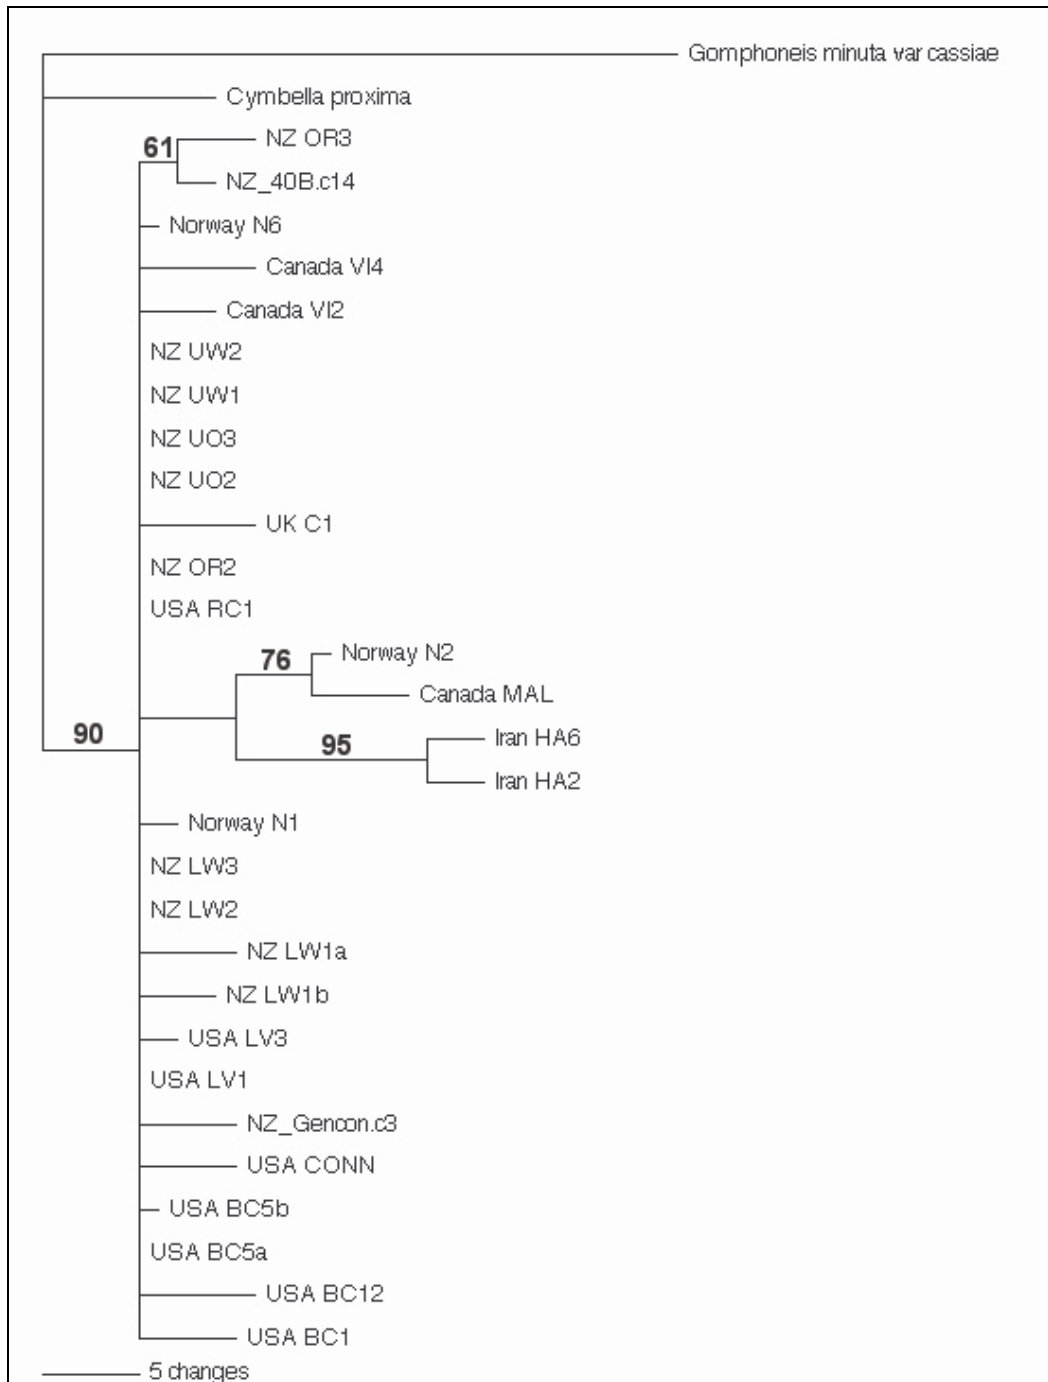 Gomphoneis minuta var cassiae
Cymbella proxima
61
NZ OR3
NZ_40B.c14
Norway N6
Canada VI4
Canada VI2
NZ UW2
NZ UW1
NZ UO3
NZ UO2
UK C1
NZ OR2
USA RC1
76
Norway N2
Canada MAL
90
95
Iran HA6
Iran HA2
Norway N1
NZ LW3
NZ LW2
NZ LW1a
NZ LW1b
USA LV3
USA LV1
NZ_Gencon.c3
USA CONN
USA BC5b
USA BC5a
USA BC12
USA BC1
5 changes